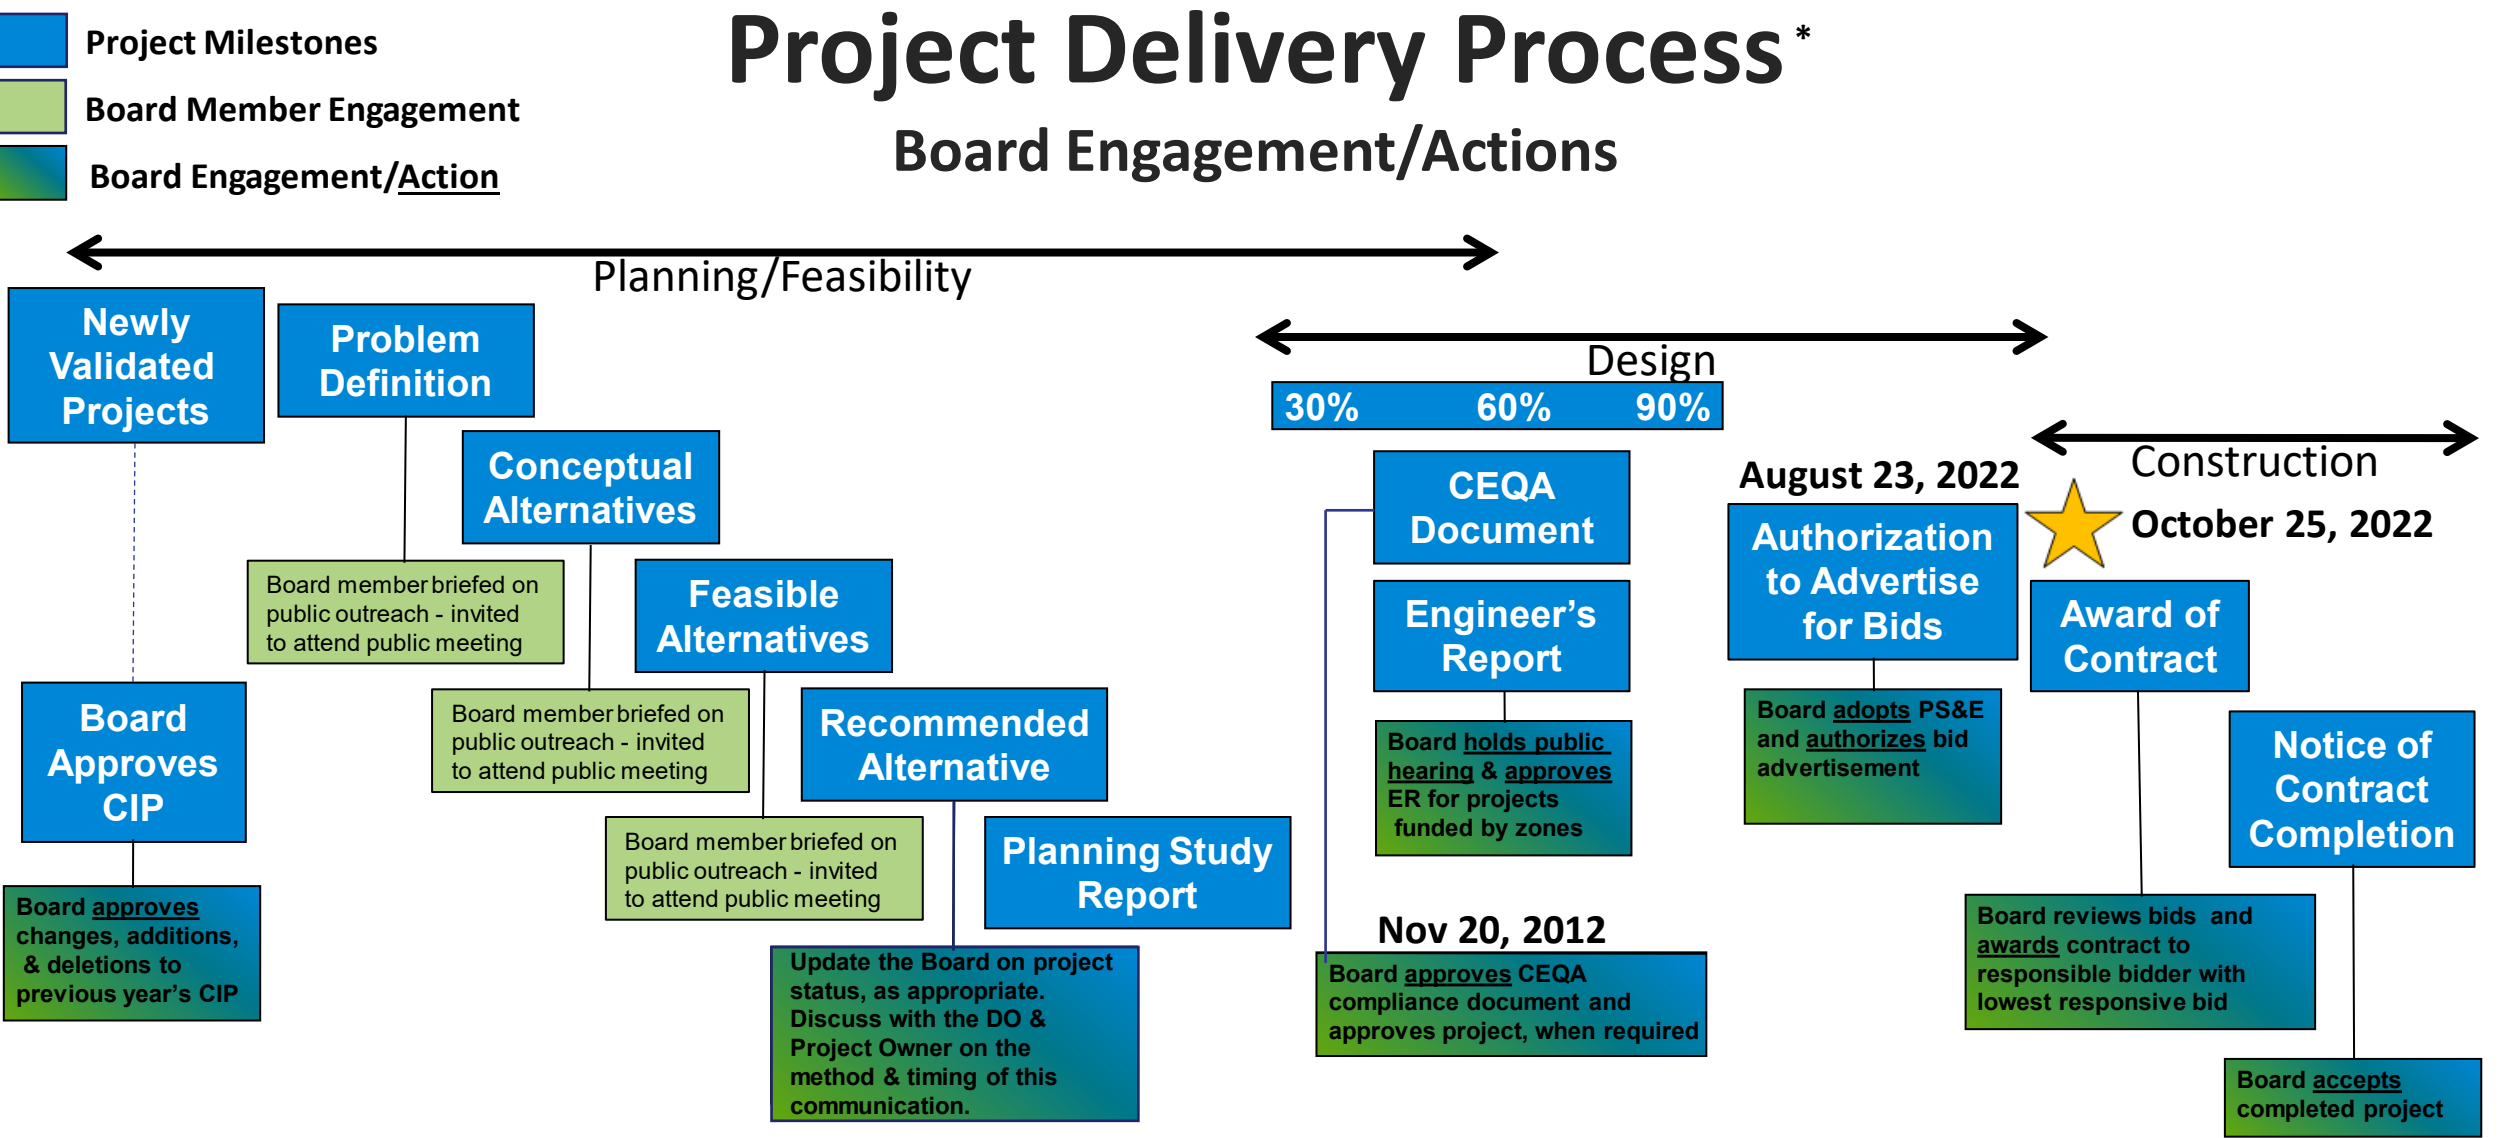 Project Milestones
Board Member Engagement
Board Engagement/Action
Project Delivery Process*
Board Engagement/Actions
Planning/Feasibility
Newly
Validated
Projects
Board
Approves
CIP
Board approves
changes, additions,
& deletions to
previous year's CIP
Problem
Definition
Board member briefed on
public outreach - invited
to attend public meeting
Conceptual
Alternatives
Board member briefed on
public outreach - invited
to attend public meeting
Feasible
Alternatives
Board member briefed on
public outreach - invited
to attend public meeting
Recommended
Alternative
Update the Board on project
status, as appropriate.
Discuss with the DO &
Project Owner on the
method & timing of this
communication.
Planning Study
Report
Design
30% 60% 90%
CEQA
Document
Engineer’s
Report
Board holds public
hearing & approves
ER for projects
funded by zones
Nov 20, 2012
Board approves CEQA
compliance document and
approves project, when required
August 23, 2022
Authorization
to Advertise
for Bids
Board adopts PS&E
and authorizes bid
advertisement
Construction
October 25, 2022
Award of
Contract
Board reviews bids and
awards contract to
responsible bidder with
lowest responsive bid
Notice of
Contract
Completion
Board accepts
completed project